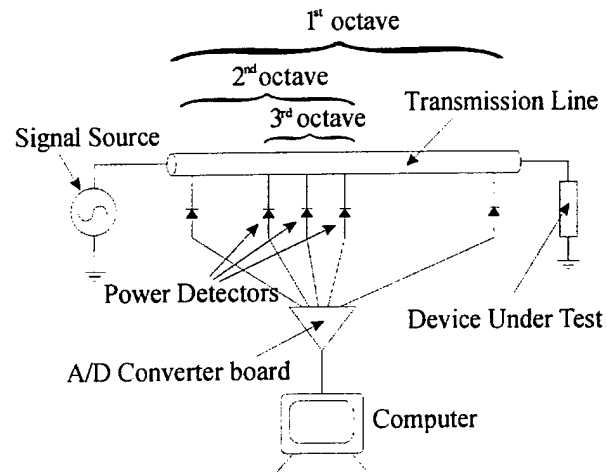 1st octave
2nd octave
3rd octave
Transmission Line
Signal Source
Power Detectors
Device Under Test
A/D Converter board
Computer